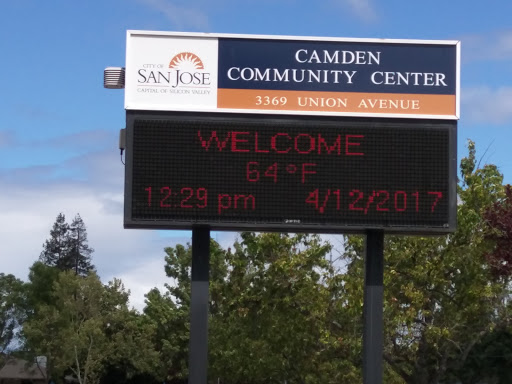 CITY OF
SAN JOSE
CAPITAL OF SILICON VALLEY
CAMDEN
COMMUNITY CENTER
3369 UNION AVENUE
WELCOME
64°F
12:29 pm 4/12/2017